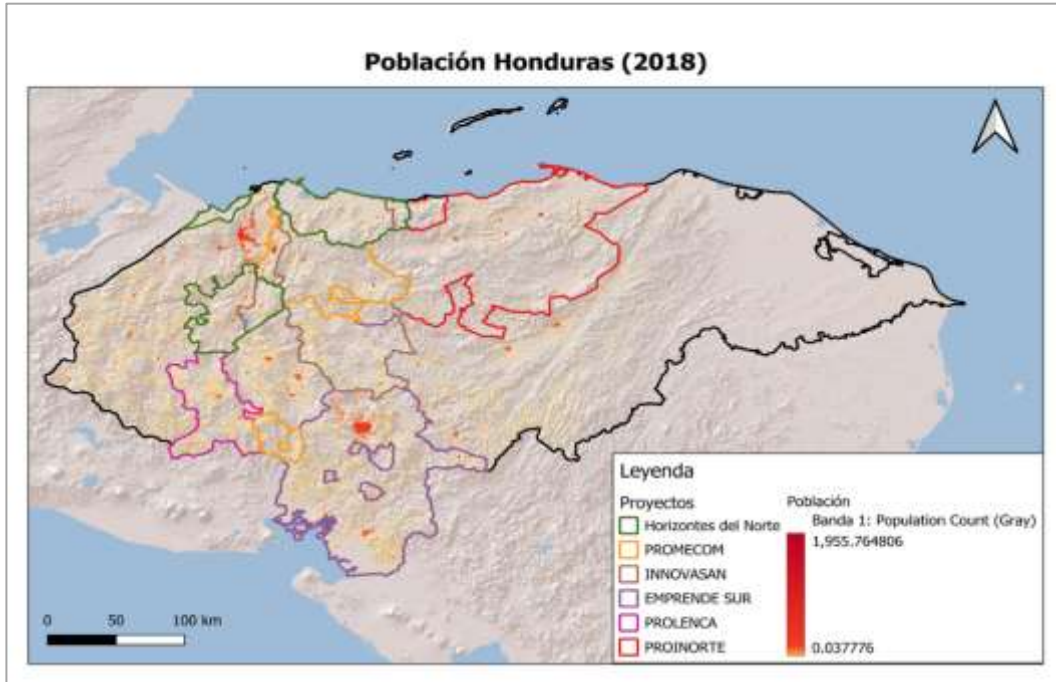 Población Honduras (2018)
Leyenda
Proyectos
Horizontes del Norte
PROMECOM
INNOVASAN
EMPRENDE SUR
PROLENCA
PROINORTE
Población
Banda 1: Population Count (Gray)
1,955.764806
0.037776
0 50 100 km